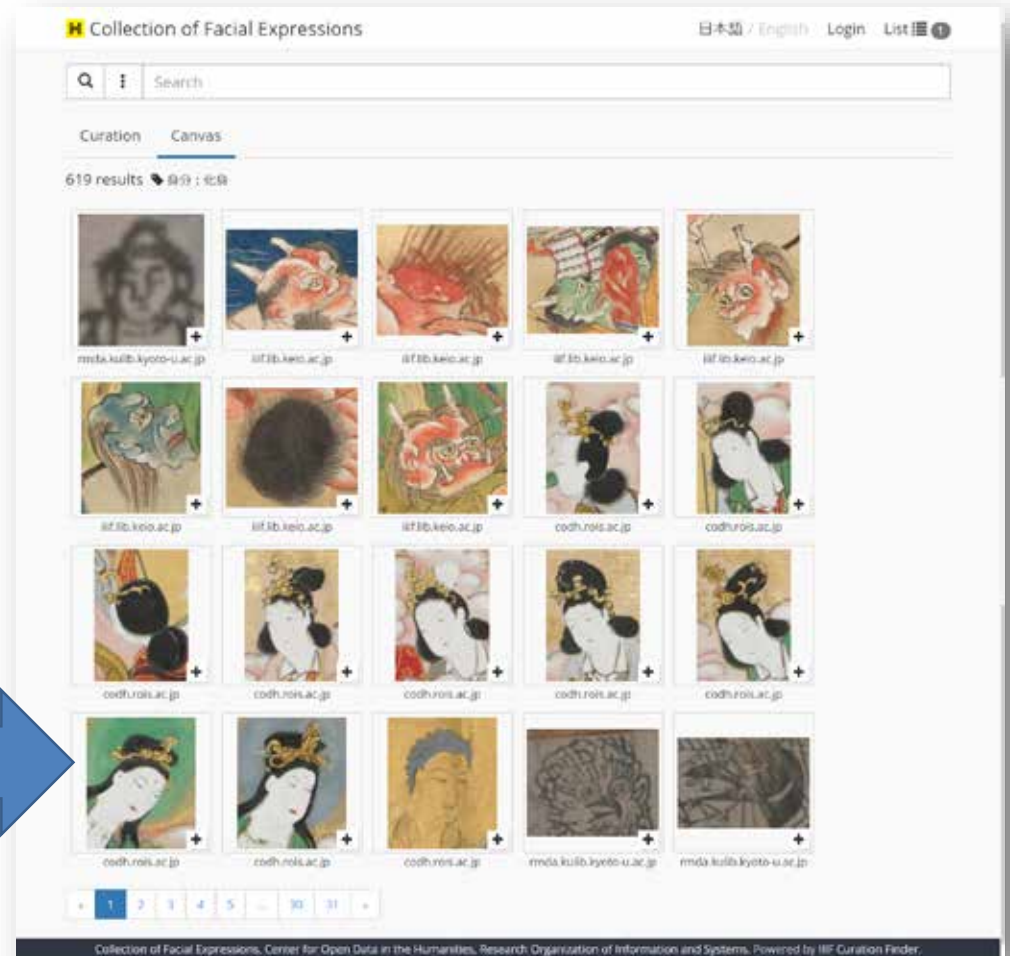 H Collection of Facial Expressions
日本語 / English Login List 1
Search
Curation Canvas
619 results 身分:化身
rmda.kulib.kyoto-u.ac.jp iiif.lib.keio.ac.jp iiif.lib.keio.ac.jp iiif.lib.keio.ac.jp iiif.lib.keio.ac.jp
iiif.lib.keio.ac.jp iiif.lib.keio.ac.jp iiif.lib.keio.ac.jp codh.rois.ac.jp codh.rois.ac.jp
codh.rois.ac.jp codh.rois.ac.jp codh.rois.ac.jp codh.rois.ac.jp codh.rois.ac.jp
codh.rois.ac.jp codh.rois.ac.jp codh.rois.ac.jp rmda.kulib.kyoto-u.ac.jp rmda.kulib.kyoto-u.ac.jp
« 1 2 3 4 5 ... 30 31 »
Collection of Facial Expressions, Center for Open Data in the Humanities, Research Organization of Information and Systems. Powered by IIIF Curation Finder.